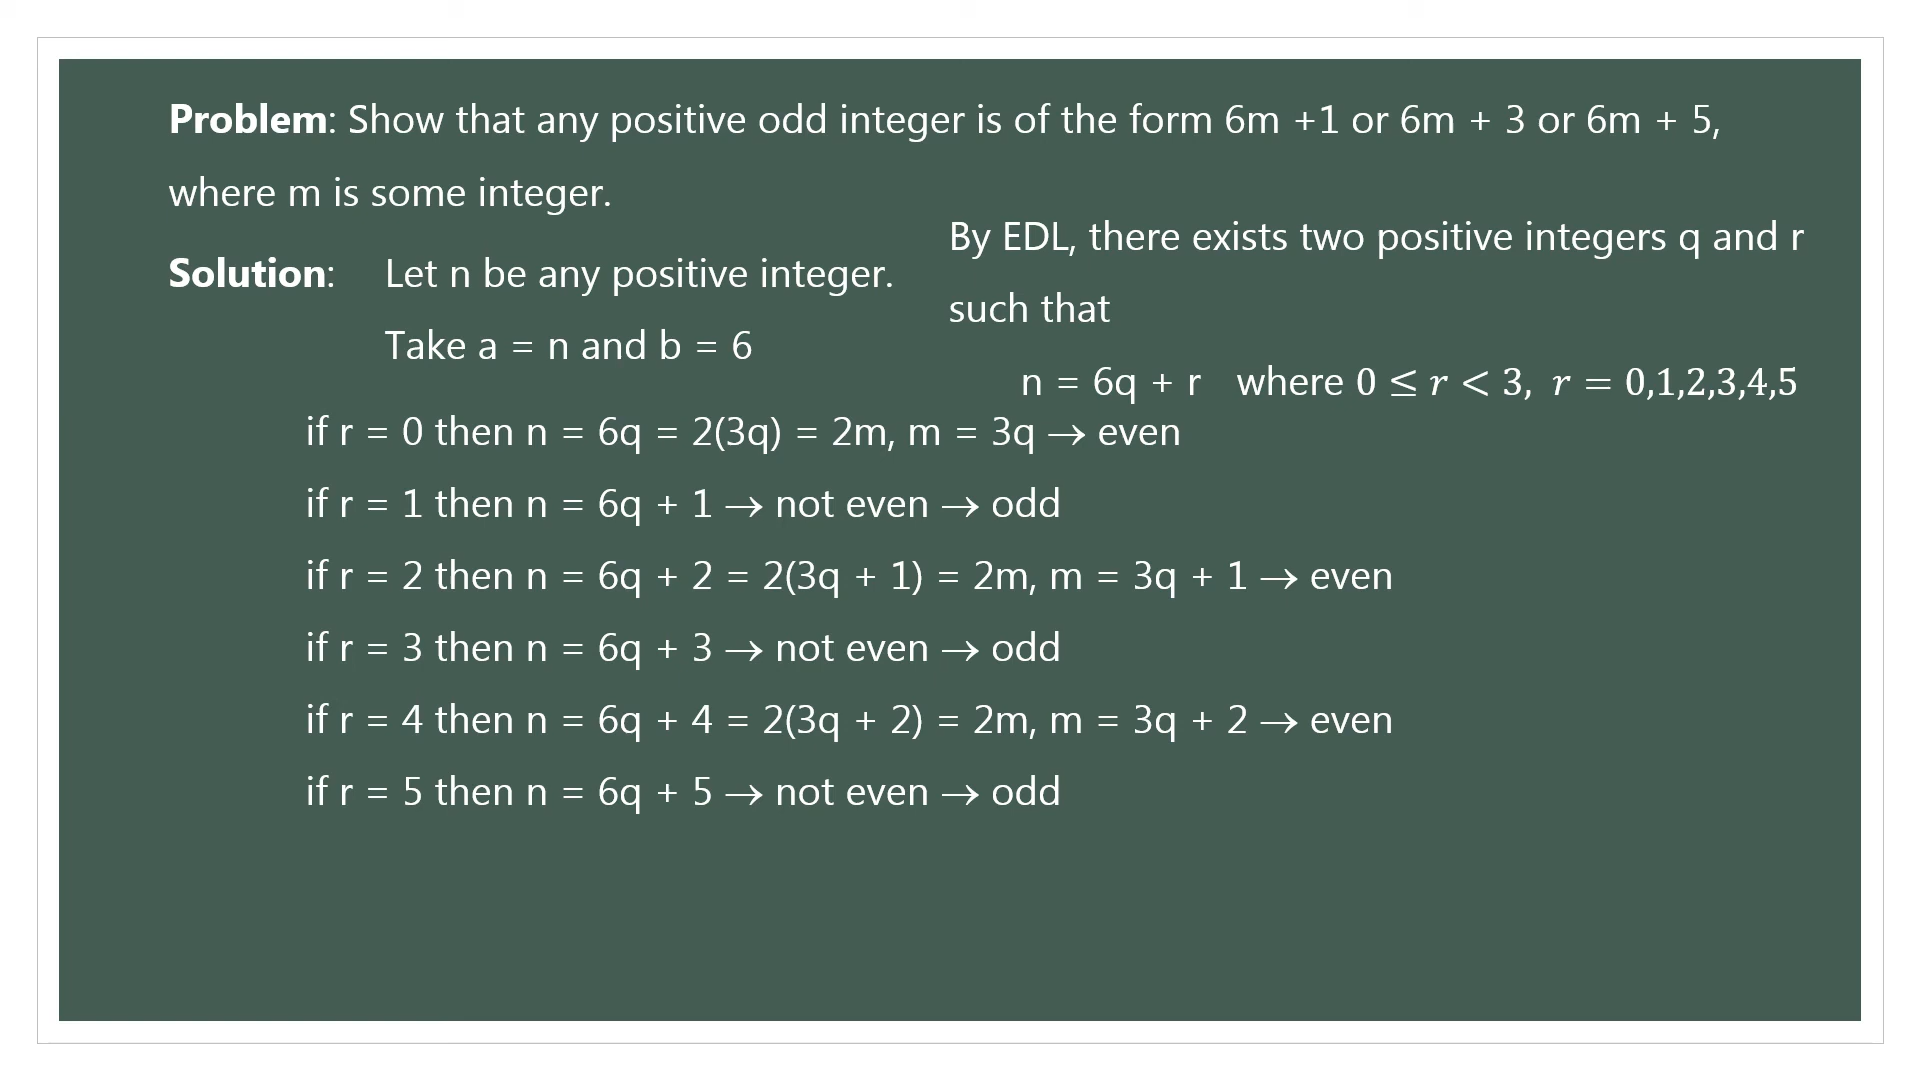 Problem: Show that any positive odd integer is of the form 6m +1 or 6m + 3 or 6m + 5,
where m is some integer.
Solution: Let n be any positive integer.
Take a = n and b = 6
By EDL, there exists two positive integers q and r
such that
n = 6q + r where 0 ≤ r < 3, r = 0,1,2,3,4,5
if r = 0 then n = 6q = 2(3q) = 2m, m = 3q → even
if r = 1 then n = 6q + 1 → not even → odd
if r = 2 then n = 6q + 2 = 2(3q + 1) = 2m, m = 3q + 1 → even
if r = 3 then n = 6q + 3 → not even → odd
if r = 4 then n = 6q + 4 = 2(3q + 2) = 2m, m = 3q + 2 → even
if r = 5 then n = 6q + 5 → not even → odd